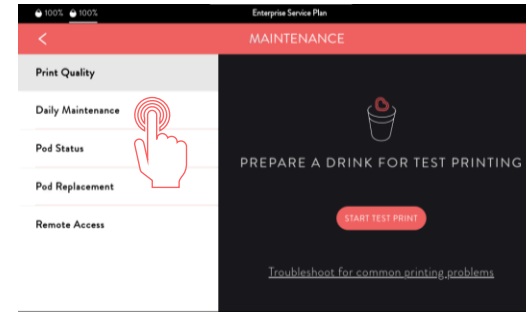 100% 100% Enterprise Service Plan
MAINTENANCE
Print Quality
Daily Maintenance
Pod Status
Pod Replacement
Remote Access
PREPARE A DRINK FOR TEST PRINTING
START TEST PRINT
Troubleshoot for common printing problems